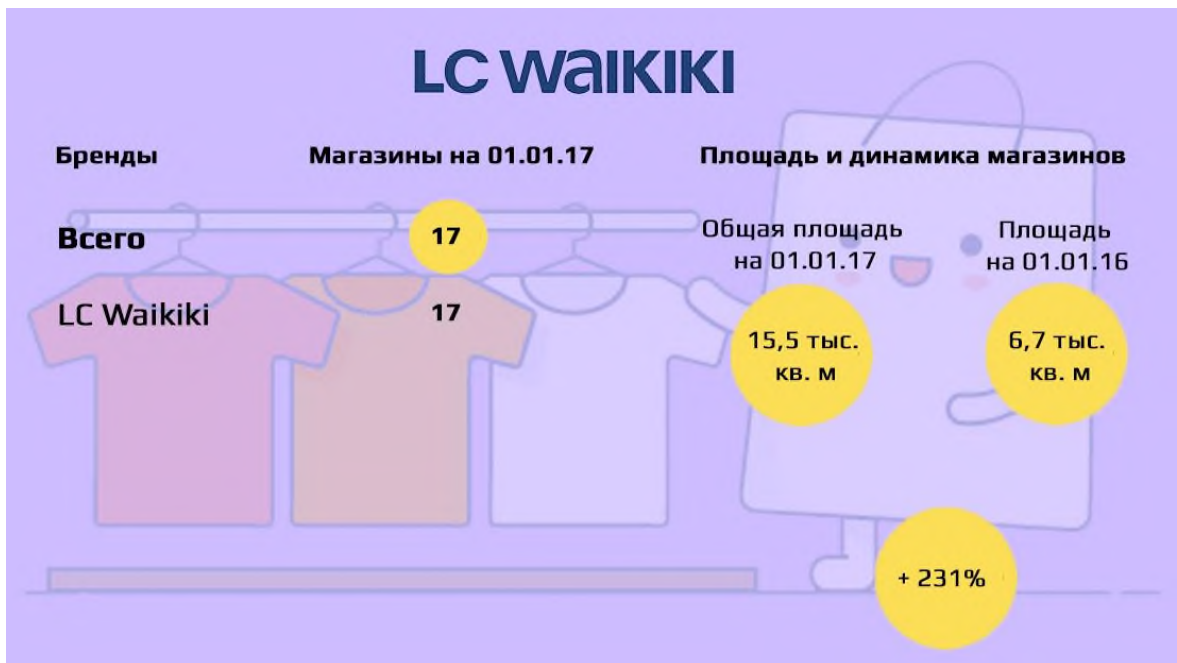 LC WAIKIKI
Бренды
Магазины на 01.01.17
Площадь и динамика магазинов
Всего
17
LC Waikiki
17
Общая площадь
на 01.01.17
15,5 тыс.
кв. м
Площадь
на 01.01.16
6,7 тыс.
кв. м
+ 231%